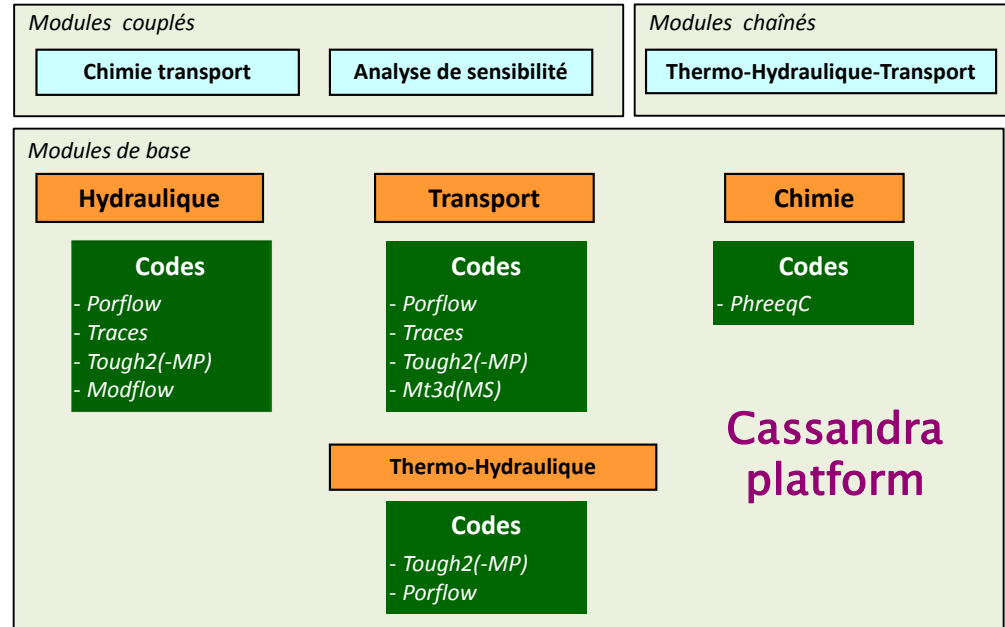 Modules couplés
Chimie transport
Analyse de sensibilité
Modules chaînés
Thermo-Hydraulique-Transport
Modules de base
Hydraulique
Codes
- Porflow
- Traces
- Tough2(-MP)
- Modflow
Transport
Codes
- Porflow
- Traces
- Tough2(-MP)
- Mt3d(MS)
Chimie
Codes
- PhreeqC
Thermo-Hydraulique
Codes
- Tough2(-MP)
- Porflow
Cassandra
platform